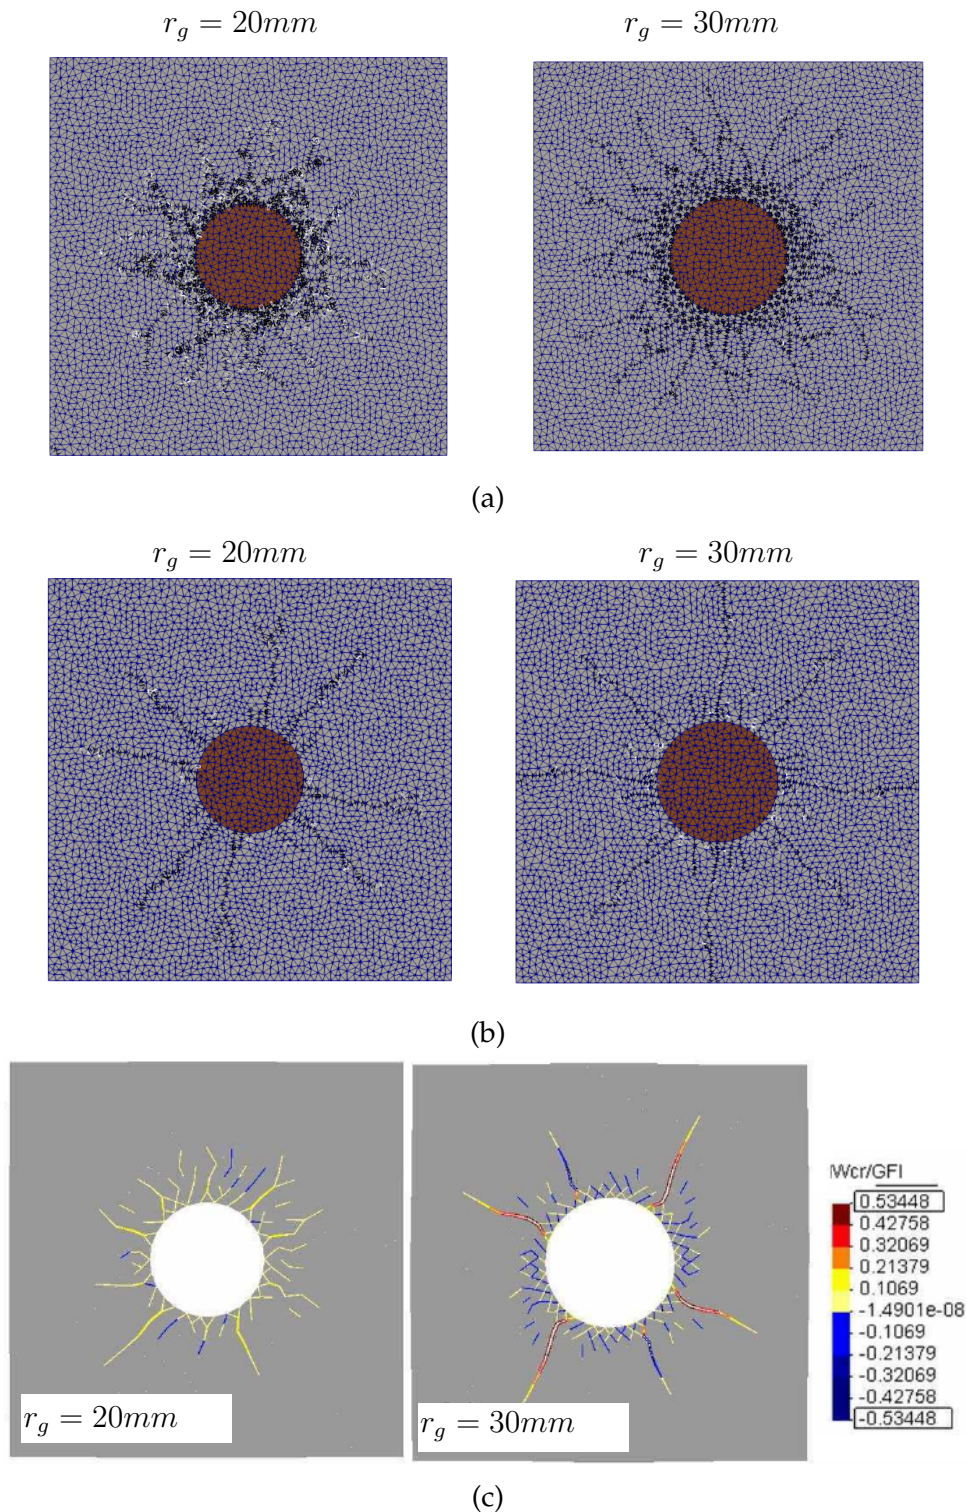 r_g = 20mm
r_g = 30mm
(a)
r_g = 20mm
r_g = 30mm
(b)
Wcr/GFI
0.53448
0.42758
0.32069
0.21379
0.1069
-1.4901e-08
-0.1069
-0.21379
-0.32069
-0.42758
-0.53448
r_g = 20mm
r_g = 30mm
(c)